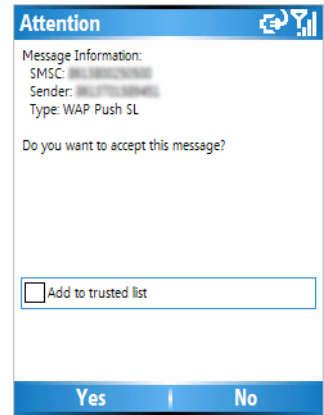 Attention
Message Information:
SMSC:
Sender:
Type: WAP Push SL
Do you want to accept this message?
Add to trusted list
Yes
No